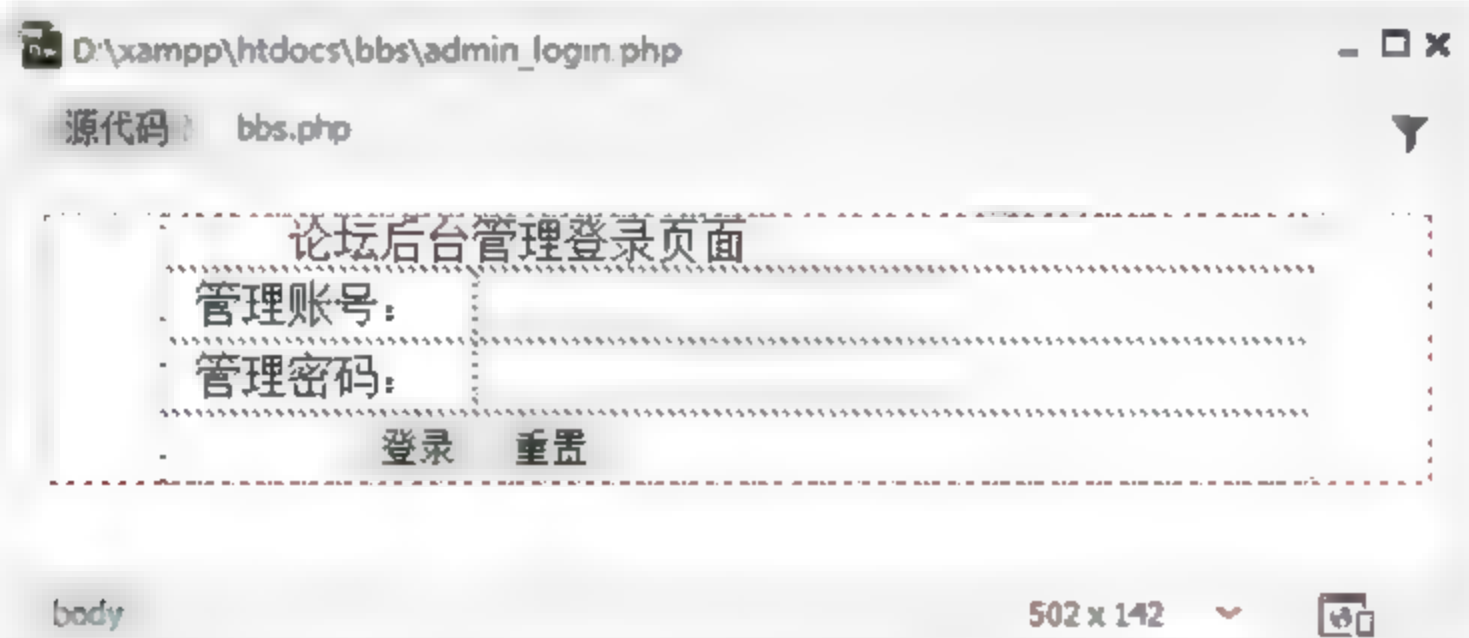 D:\xampp\htdocs\bbs\admin_login.php
源代码 bbs.php
论坛后台管理登录页面
管理账号：
管理密码：
登录 重置
body 502 x 142